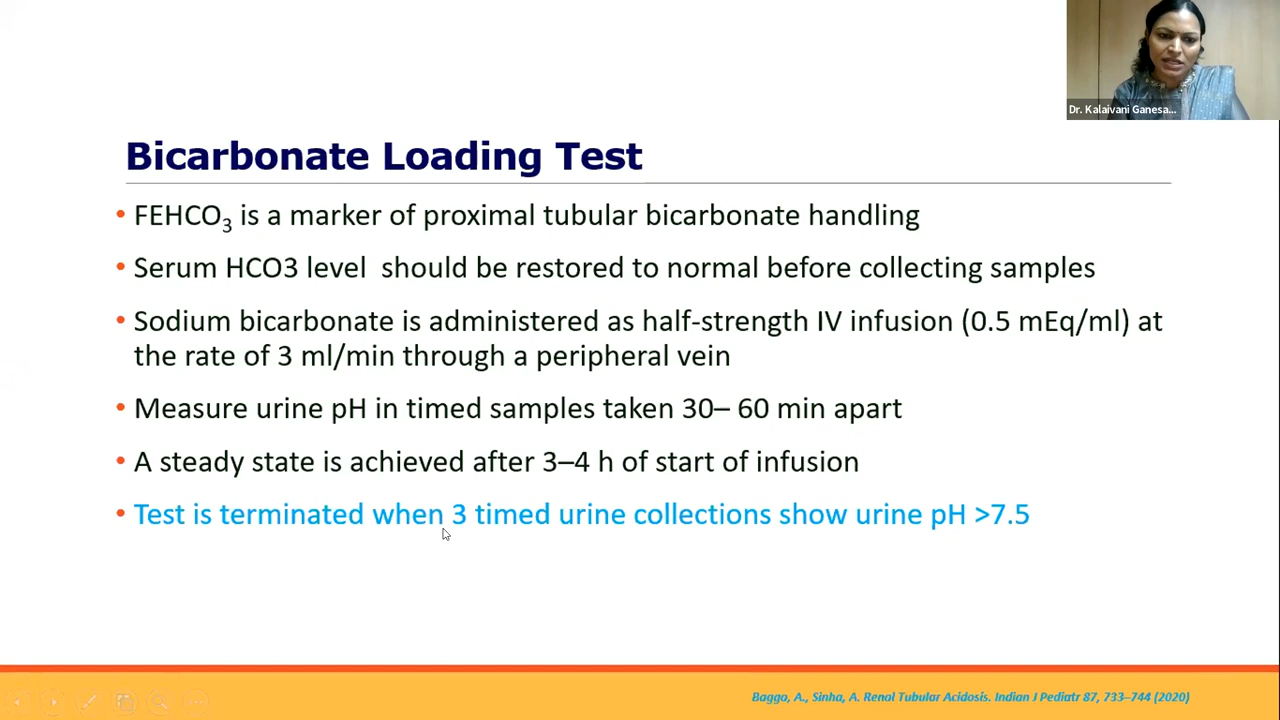 Dr. Kalaivani Ganesa...
Bicarbonate Loading Test
• FEHCO₃ is a marker of proximal tubular bicarbonate handling
• Serum HCO3 level should be restored to normal before collecting samples
• Sodium bicarbonate is administered as half-strength IV infusion (0.5 mEq/ml) at
the rate of 3 ml/min through a peripheral vein
• Measure urine pH in timed samples taken 30– 60 min apart
• A steady state is achieved after 3–4 h of start of infusion
• Test is terminated when 3 timed urine collections show urine pH >7.5
Bagga, A., Sinha, A. Renal Tubular Acidosis. Indian J Pediatr 87, 733–744 (2020)